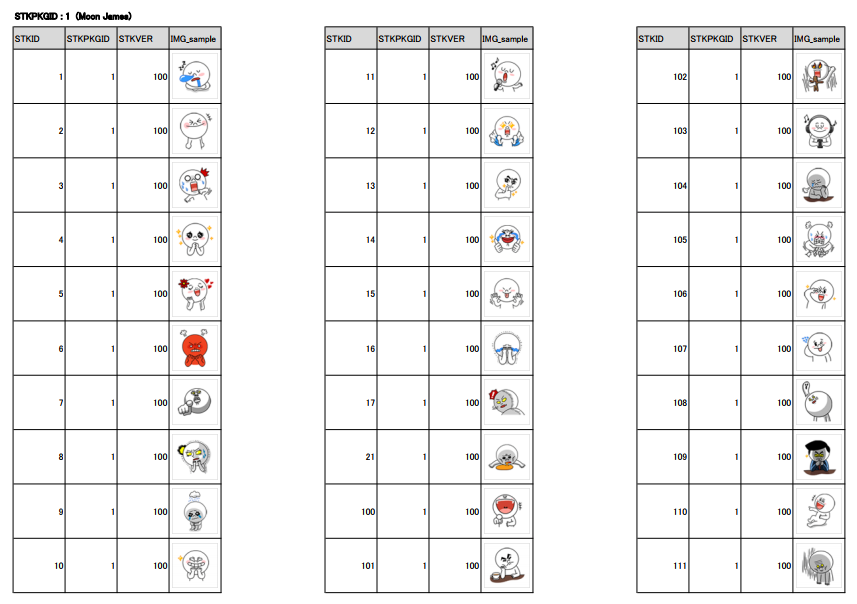 STKPKGID : 1 (Moon James)
STKID STKPKGID STKVER IMG_sample
1 1 100
2 1 100
3 1 100
4 1 100
5 1 100
6 1 100
7 1 100
8 1 100
9 1 100
10 1 100
STKID STKPKGID STKVER IMG_sample
11 1 100
12 1 100
13 1 100
14 1 100
15 1 100
16 1 100
17 1 100
21 1 100
100 1 100
101 1 100
STKID STKPKGID STKVER IMG_sample
102 1 100
103 1 100
104 1 100
105 1 100
106 1 100
107 1 100
108 1 100
109 1 100
110 1 100
111 1 100